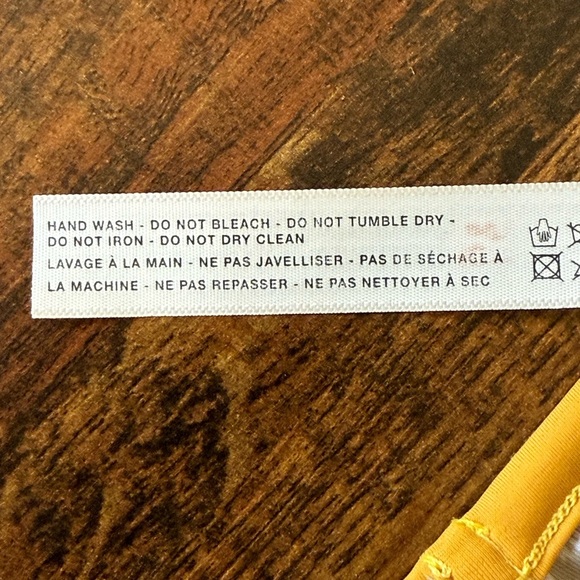 HAND WASH - DO NOT BLEACH - DO NOT TUMBLE DRY -
DO NOT IRON - DO NOT DRY CLEAN
LAVAGE À LA MAIN - NE PAS JAVELLISER - PAS DE SÉCHAGE À
LA MACHINE - NE PAS REPASSER - NE PAS NETTOYER À SEC